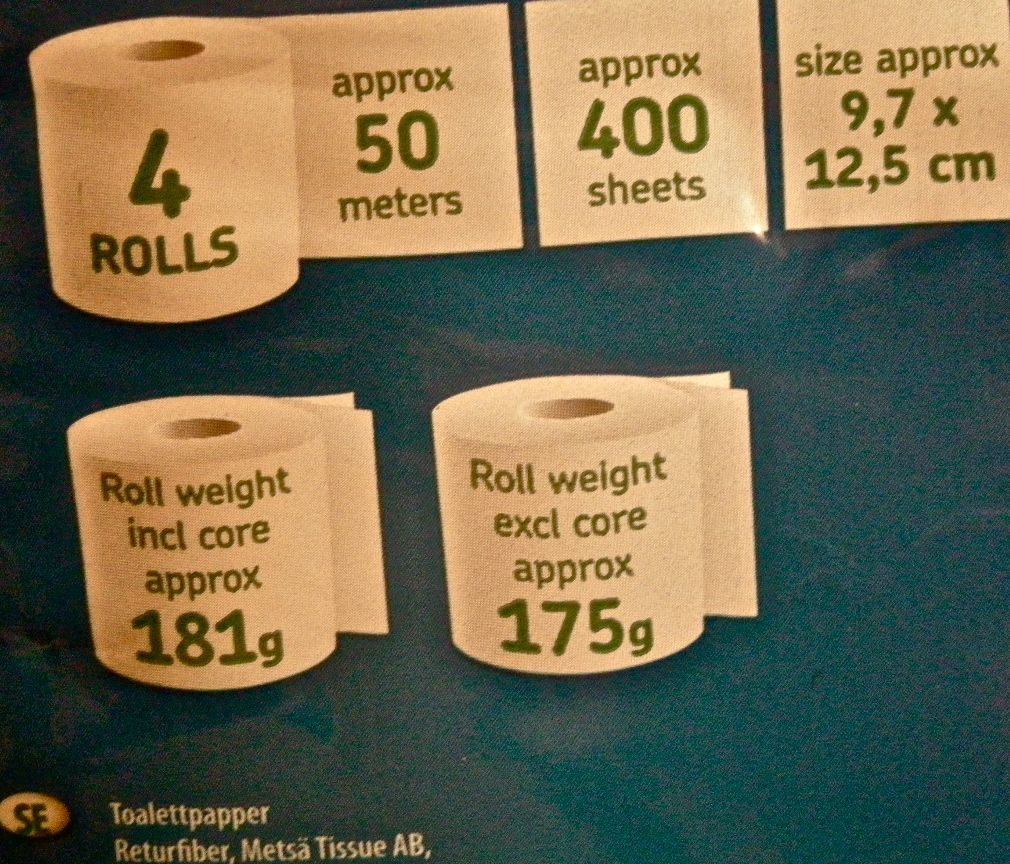 4
ROLLS
approx
50
meters
approx
400
sheets
size approx
9,7 x
12,5 cm
Roll weight
incl core
approx
181g
Roll weight
excl core
approx
175g
SE
Toalettpapper
Returfiber, Metsä Tissue AB,